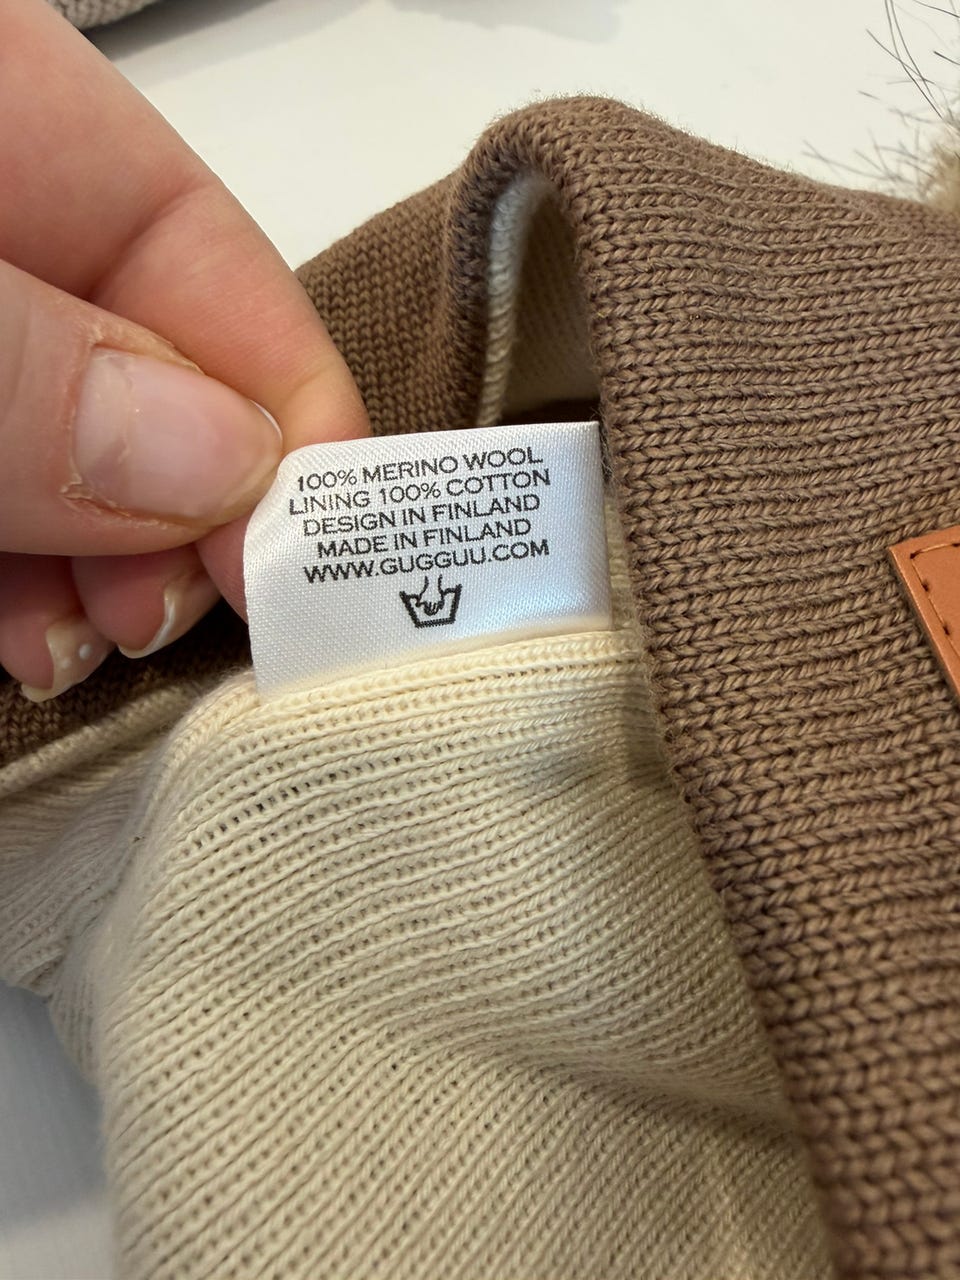 100% MERINO WOOL
LINING 100% COTTON
DESIGN IN FINLAND
MADE IN FINLAND
WWW.GUGGUU.COM